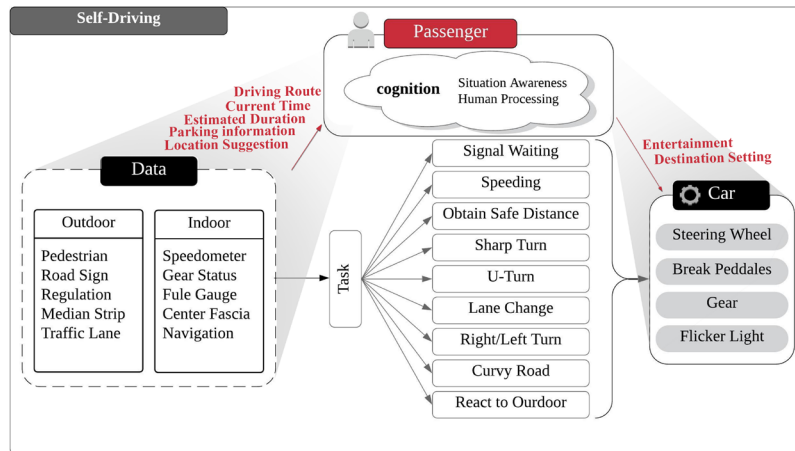 Self-Driving
Passenger
cognition
Situation Awareness
Human Processing
Driving Route
Current Time
Estimated Duration
Parking information
Location Suggestion
Entertainment
Destination Setting
Data
Outdoor
Pedestrian
Road Sign
Regulation
Median Strip
Traffic Lane
Indoor
Speedometer
Gear Status
Fule Gauge
Center Fascia
Navigation
Task
Signal Waiting
Speeding
Obtain Safe Distance
Sharp Turn
U-Turn
Lane Change
Right/Left Turn
Curvy Road
React to Ourdoor
Car
Steering Wheel
Break Peddales
Gear
Flicker Light